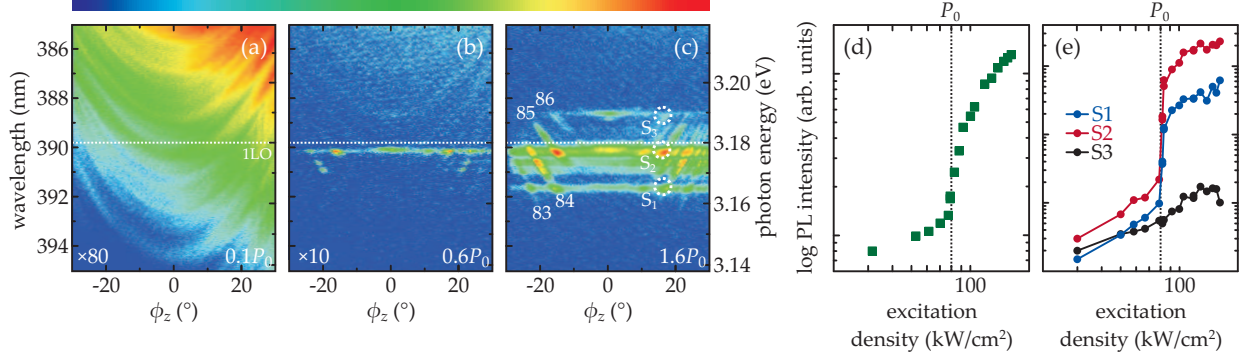 (a)
(b)
(c)
P₀
P₀
(d)
(e)
wavelength (nm)
386
388
390
392
394
1LO
×80
0.1P₀
×10
0.6P₀
85
86
S₃
S₂
S₁
83
84
1.6P₀
3.20
3.18
3.16
3.14
photon energy (eV)
log PL intensity (arb. units)
S1
S2
S3
-20
0
20
-20
0
20
-20
0
20
ϕz (°)
ϕz (°)
ϕz (°)
100
100
excitation
density (kW/cm²)
excitation
density (kW/cm²)